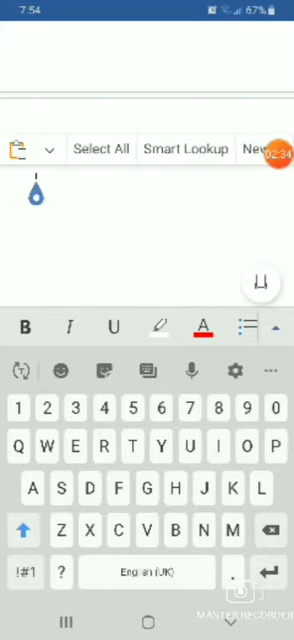 7:54 67%
Select All Smart Lookup New
02:34
B I U A
T
1 2 3 4 5 6 7 8 9 0
Q W E R T Y U I O P
A S D F G H J K L
Z X C V B N M
!#1 ? English (UK) .
MASTER RECORDER